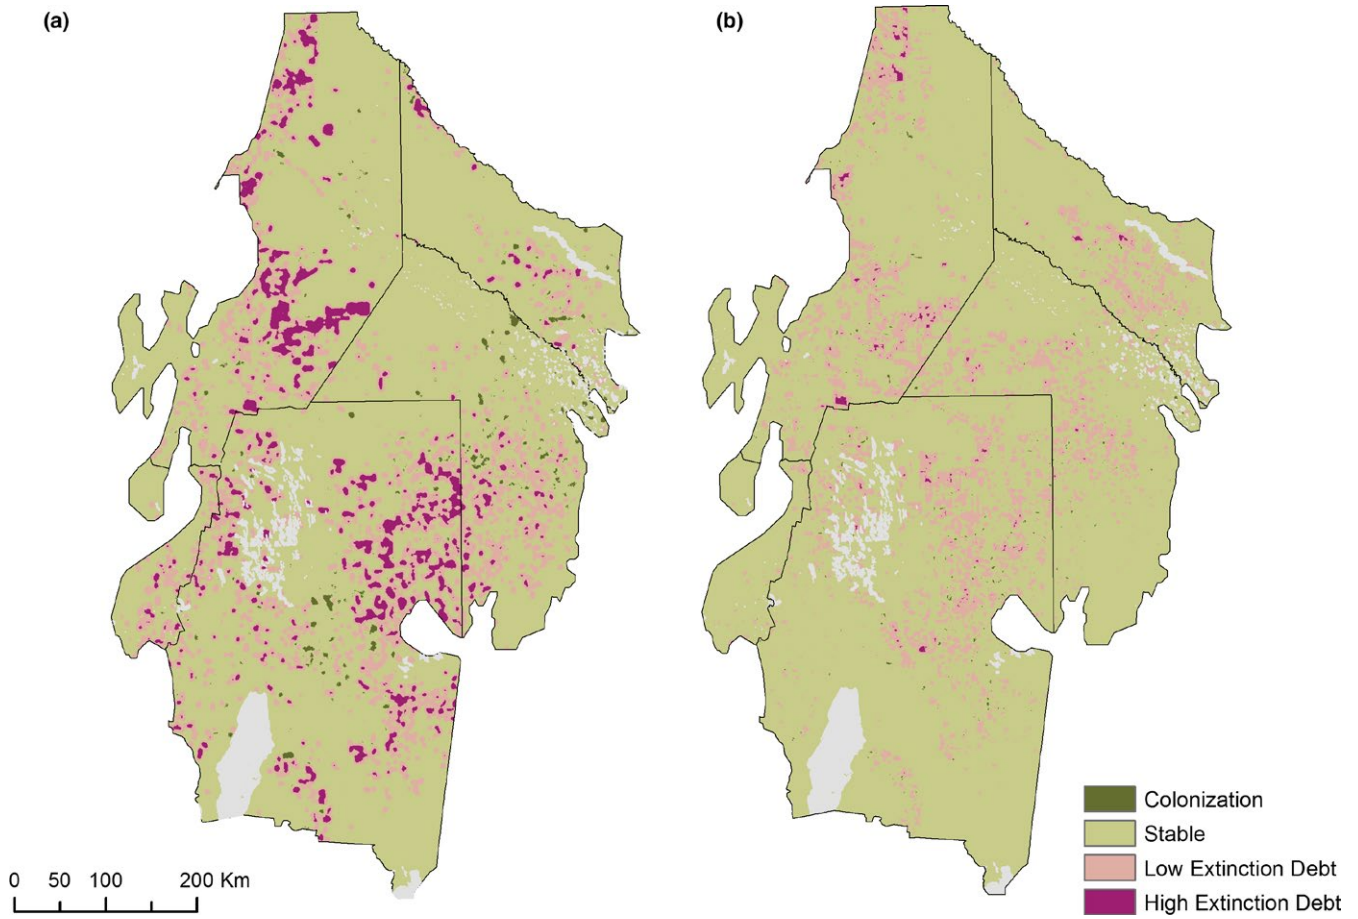 (a)
(b)
Colonization
Stable
Low Extinction Debt
High Extinction Debt
0 50 100 200 Km